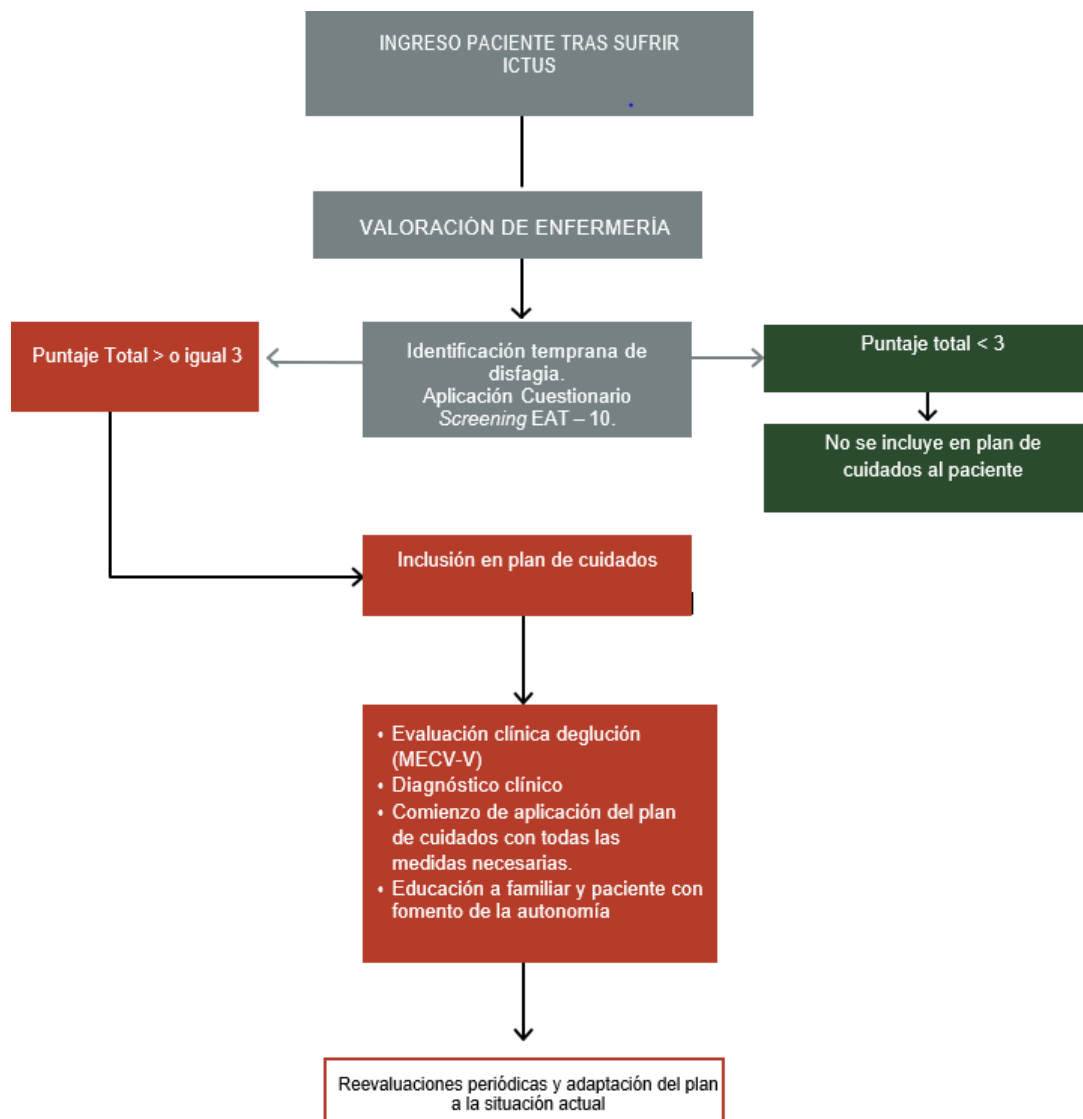 INGRESO PACIENTE TRAS SUFRIR
ICTUS
VALORACIÓN DE ENFERMERÍA
Puntaje Total > o igual 3
Identificación temprana de
disfagia.
Aplicación Cuestionario
Screening EAT – 10.
Puntaje total < 3
No se incluye en plan de
cuidados al paciente
Inclusión en plan de cuidados
• Evaluación clínica deglución
(MECV-V)
• Diagnóstico clínico
• Comienzo de aplicación del plan
de cuidados con todas las
medidas necesarias.
• Educación a familiar y paciente con
fomento de la autonomía
Reevaluaciones periódicas y adaptación del plan
a la situación actual